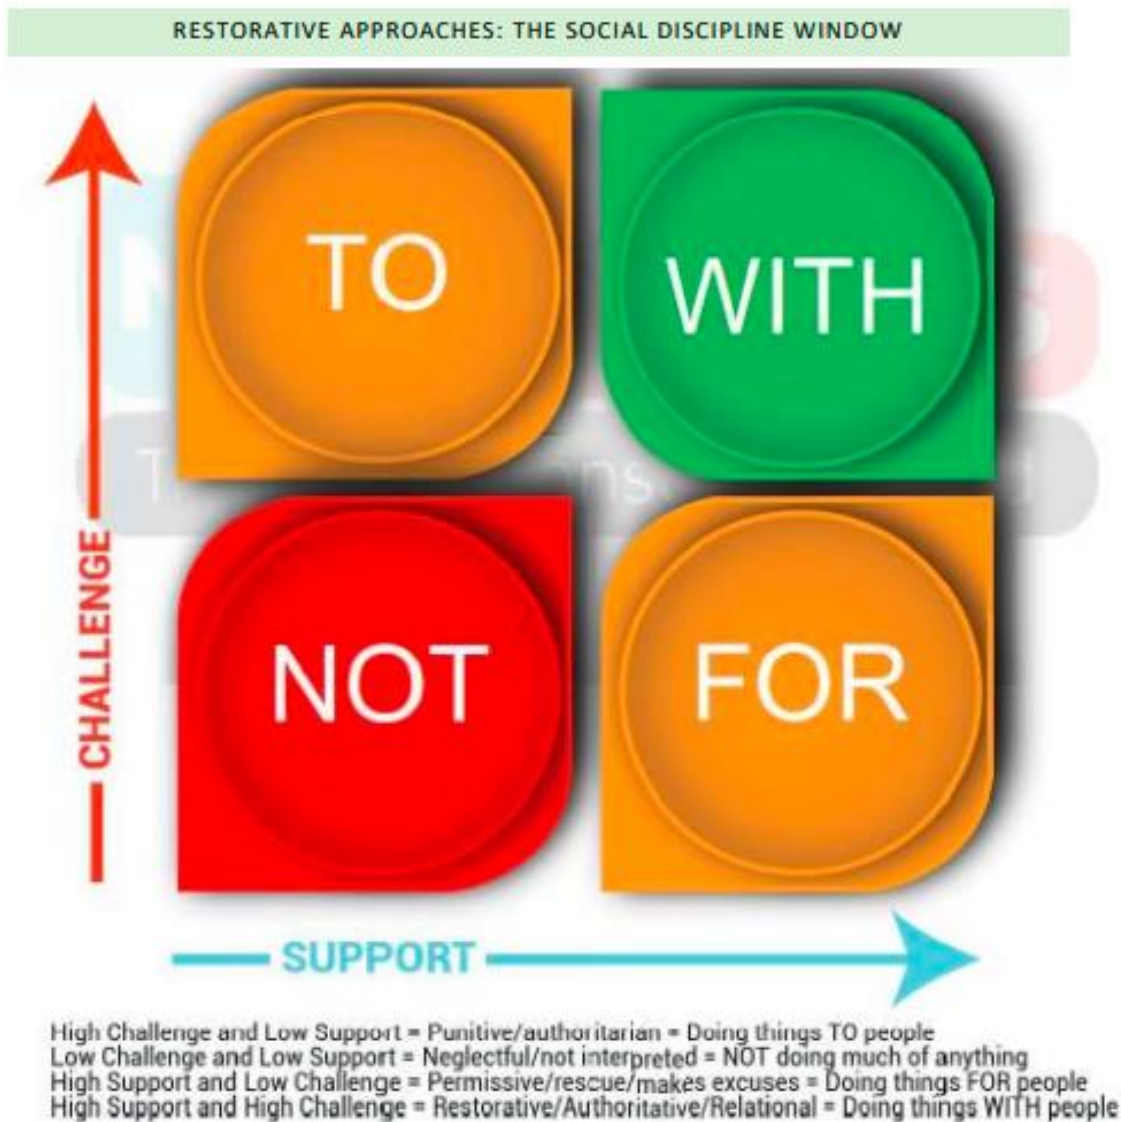 RESTORATIVE APPROACHES: THE SOCIAL DISCIPLINE WINDOW
TO
WITH
NOT
FOR
CHALLENGE
SUPPORT
High Challenge and Low Support = Punitive/authoritarian = Doing things TO people
Low Challenge and Low Support = Neglectful/not interpreted = NOT doing much of anything
High Support and Low Challenge = Permissive/rescue/makes excuses = Doing things FOR people
High Support and High Challenge = Restorative/Authoritative/Relational = Doing things WITH people